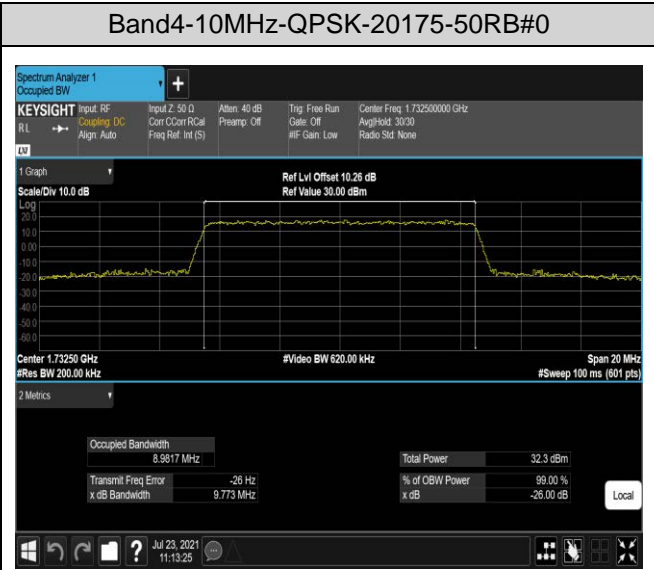 Band4-10MHz-QPSK-20175-50RB#0
Spectrum Analyzer 1
Occupied BW
+
KEYSIGHT Input: RF Input Z: 50 Ω Atten: 40 dB Trig: Free Run Center Freq: 1.732500000 GHz
RL Coupling: DC Corr CCorr RCal Preamp: Off Gate: Off Avg|Hold: 30/30
Align: Auto Freq Ref: Int (S) #IF Gain: Low Radio Std: None
LXI
1 Graph Ref Lvl Offset 10.26 dB
Scale/Div 10.0 dB Ref Value 30.00 dBm
Log
20.0
10.0
0.00
-10.0
-20.0
-30.0
-40.0
-50.0
-60.0
Center 1.73250 GHz #Video BW 620.00 kHz Span 20 MHz
#Res BW 200.00 kHz #Sweep 100 ms (601 pts)
2 Metrics
Occupied Bandwidth
8.9817 MHz Total Power 32.3 dBm
Transmit Freq Error -26 Hz % of OBW Power 99.00 %
x dB Bandwidth 9.773 MHz x dB -26.00 dB
Local
? Jul 23, 2021
11:13:25